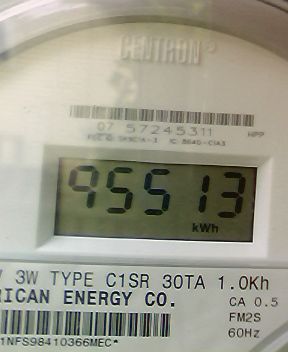 CENTRON®
07 57245311 HPP
95513
kWh
3W TYPE C1SR 30TA 1.0Kh
RICAN ENERGY CO. CA 0.5
FM2S
1NFS98410366MEC* 60Hz